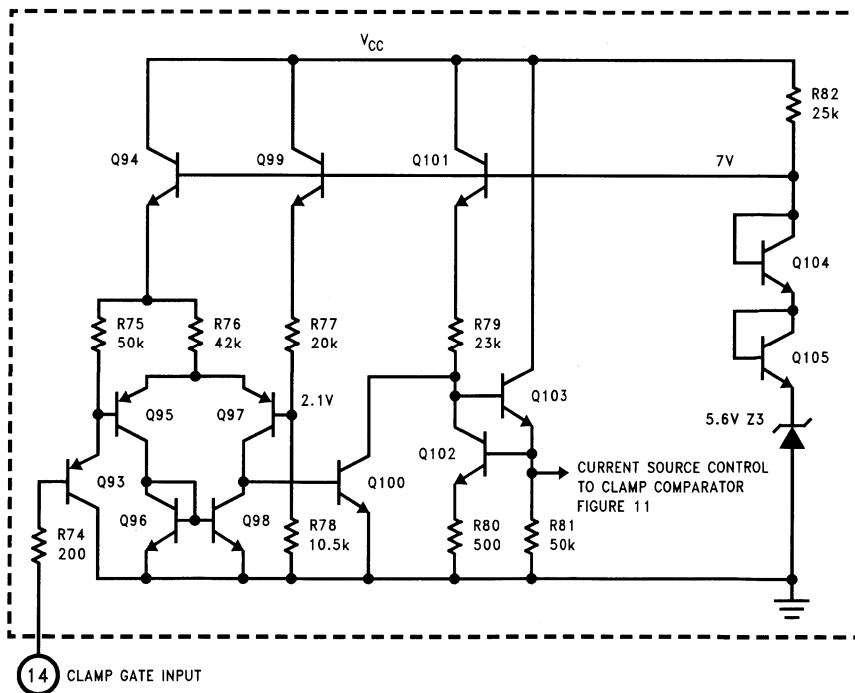 VCC
R82
25k
Q94
Q99
Q101
7V
Q104
R75
50k
R76
42k
R77
20k
R79
23k
Q105
Q95
Q97
2.1V
Q103
5.6V Z3
Q93
Q102
Q100
CURRENT SOURCE CONTROL
TO CLAMP COMPARATOR
FIGURE 11
Q96
Q98
R74
200
R78
10.5k
R80
500
R81
50k
14 CLAMP GATE INPUT